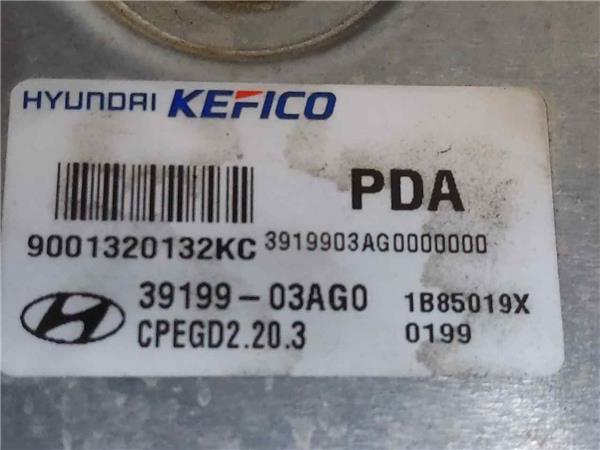 HYUNDAI KEFICO
PDA
9001320132KC 3919903AG0000000
39199-03AG0 1B85019X
CPEGD2.20.3 0199